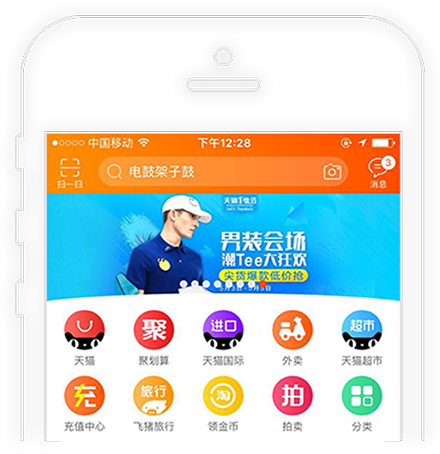 中国移动
下午12:28
扫一扫
电鼓架子鼓
3
消息
男装会场
潮Tee大狂欢
尖货爆款低价抢
聚
进口
超市
天猫
聚划算
天猫国际
外卖
天猫超市
充
旅行
淘
拍
充值中心
飞猪旅行
领金币
拍卖
分类